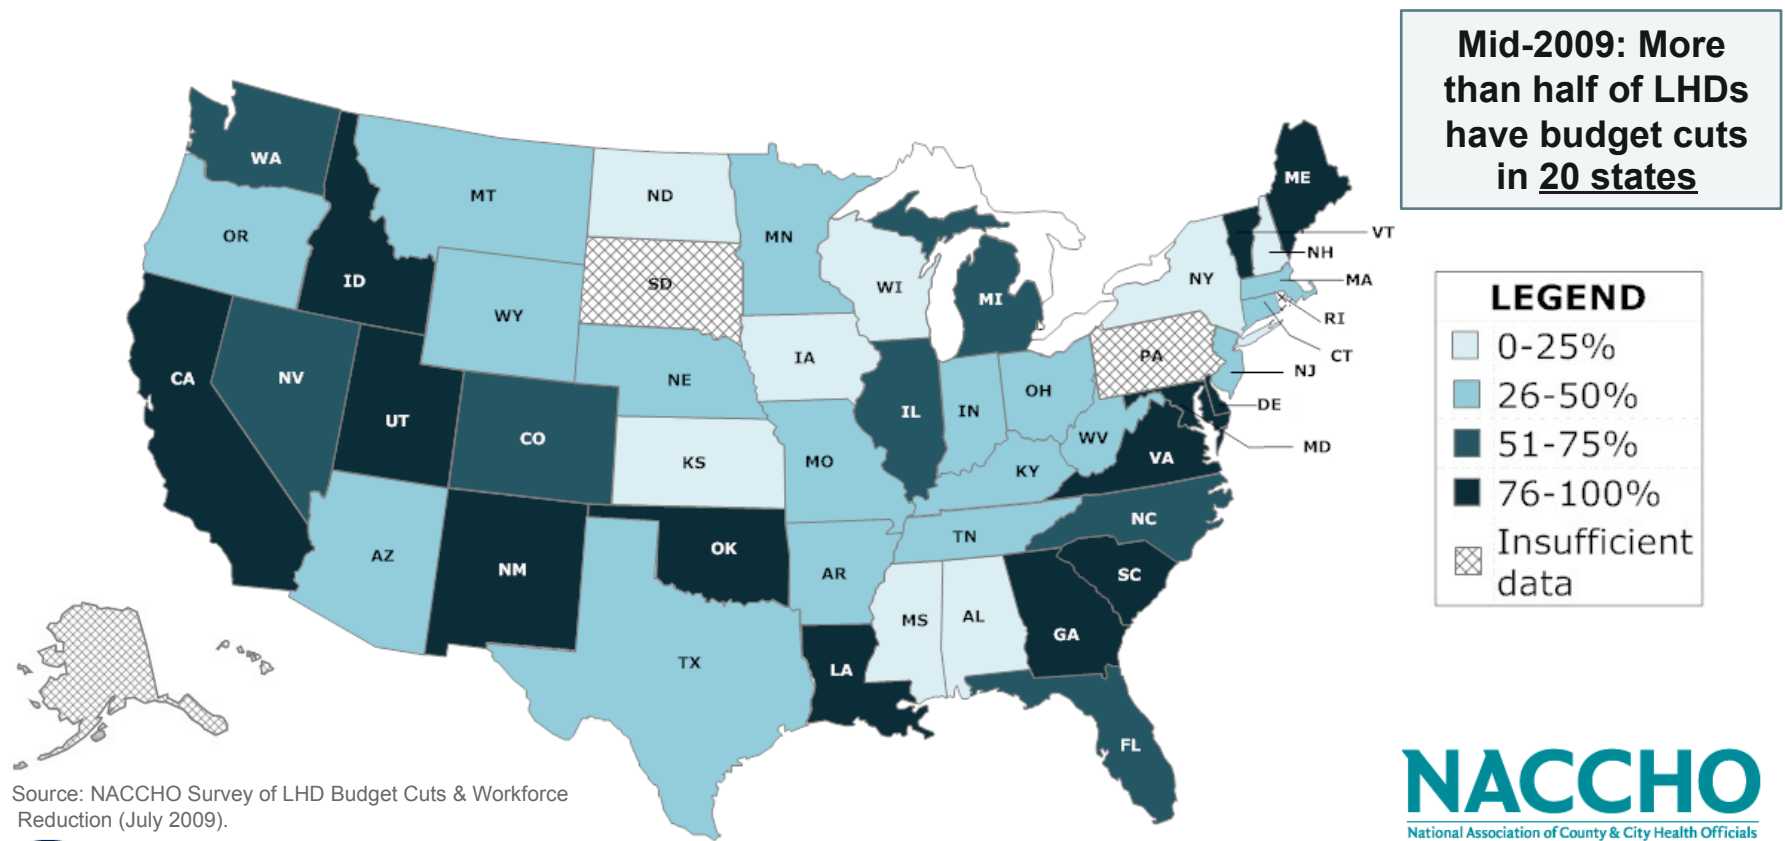 Mid-2009: More
than half of LHDs
have budget cuts
in 20 states
WA
MT
ND
MN
OR
ID
SD
WI
MI
NY
ME
VT
NH
MA
RI
CT
NJ
DE
MD
WY
IA
NE
PA
CA
NV
UT
CO
KS
MO
IL
IN
OH
WV
KY
VA
NC
TN
AZ
NM
OK
AR
SC
MS
AL
GA
TX
LA
FL
LEGEND
0-25%
26-50%
51-75%
76-100%
Insufficient
data
Source: NACCHO Survey of LHD Budget Cuts & Workforce
Reduction (July 2009).
NACCHO
National Association of County & City Health Officials